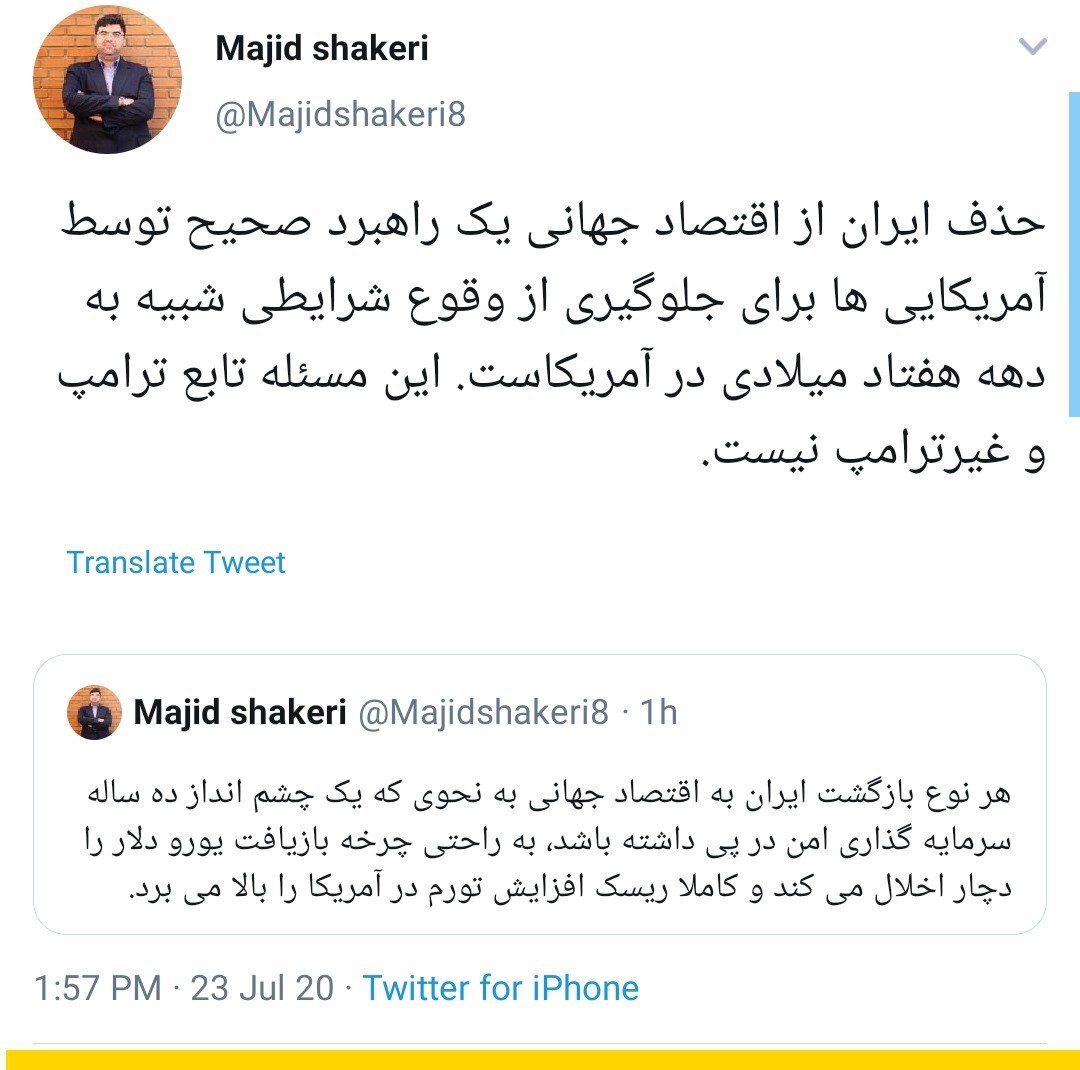 Majid shakeri
@Majidshakeri8
حذف ایران از اقتصاد جهانی یک راهبرد صحیح توسط
آمریکایی ها برای جلوگیری از وقوع شرایطی شبیه به
دهه هفتاد میلادی در آمریکاست. این مسئله تابع ترامپ
و غیرترامپ نیست.
Translate Tweet
Majid shakeri @Majidshakeri8 · 1h
هر نوع بازگشت ایران به اقتصاد جهانی به نحوی که یک چشم انداز ده ساله
سرمایه گذاری امن در پی داشته باشد، به راحتی چرخه بازیافت یورو دلار را
دچار اخلال می کند و کاملا ریسک افزایش تورم در آمریکا را بالا می برد.
1:57 PM · 23 Jul 20 · Twitter for iPhone